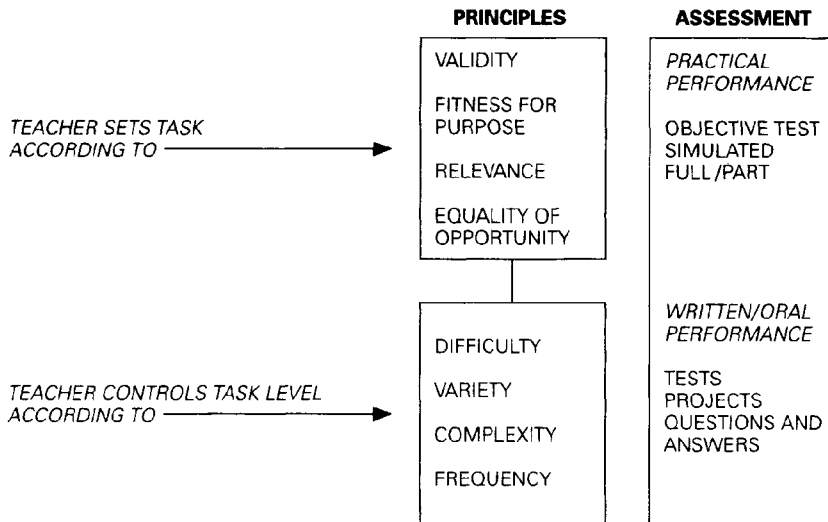 PRINCIPLES
ASSESSMENT
TEACHER SETS TASK
ACCORDING TO
VALIDITY
FITNESS FOR
PURPOSE
RELEVANCE
EQUALITY OF
OPPORTUNITY
PRACTICAL
PERFORMANCE
OBJECTIVE TEST
SIMULATED
FULL/PART
TEACHER CONTROLS TASK LEVEL
ACCORDING TO
DIFFICULTY
VARIETY
COMPLEXITY
FREQUENCY
WRITTEN/ORAL
PERFORMANCE
TESTS
PROJECTS
QUESTIONS AND
ANSWERS